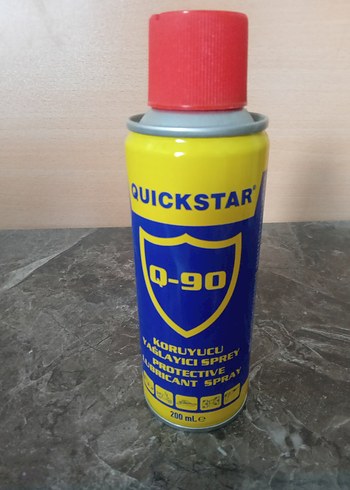 QUICKSTAR®
Q-90
KORUYUCU
YAĞLAYICI SPREY
PROTECTIVE
LUBRICANT SPRAY
200 ml. ℮